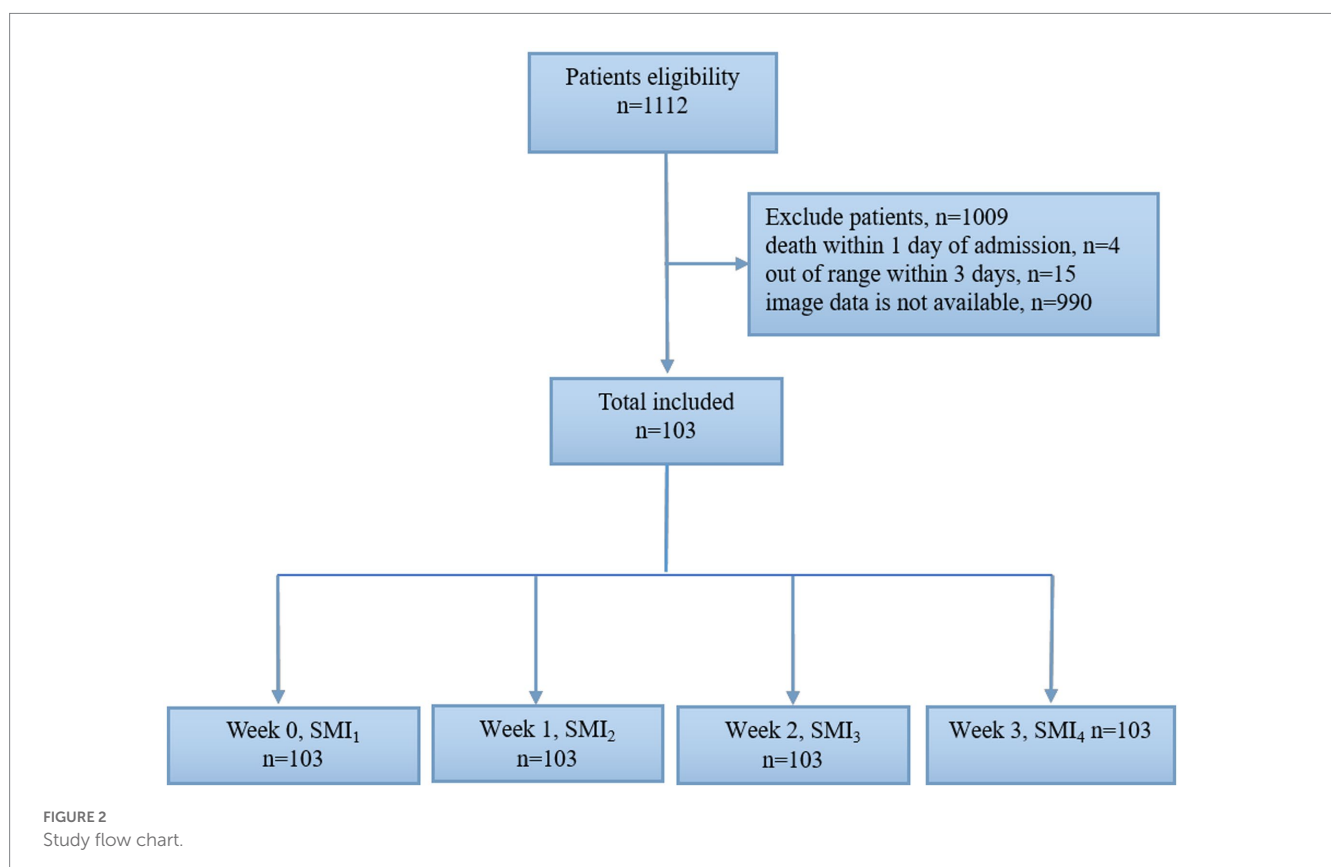 Patients eligibility
n=1112
Exclude patients, n=1009
death within 1 day of admission, n=4
out of range within 3 days, n=15
image data is not available, n=990
Total included
n=103
Week 0, SMI₁
n=103
Week 1, SMI₂
n=103
Week 2, SMI₃
n=103
Week 3, SMI₄ n=103
FIGURE 2
Study flow chart.